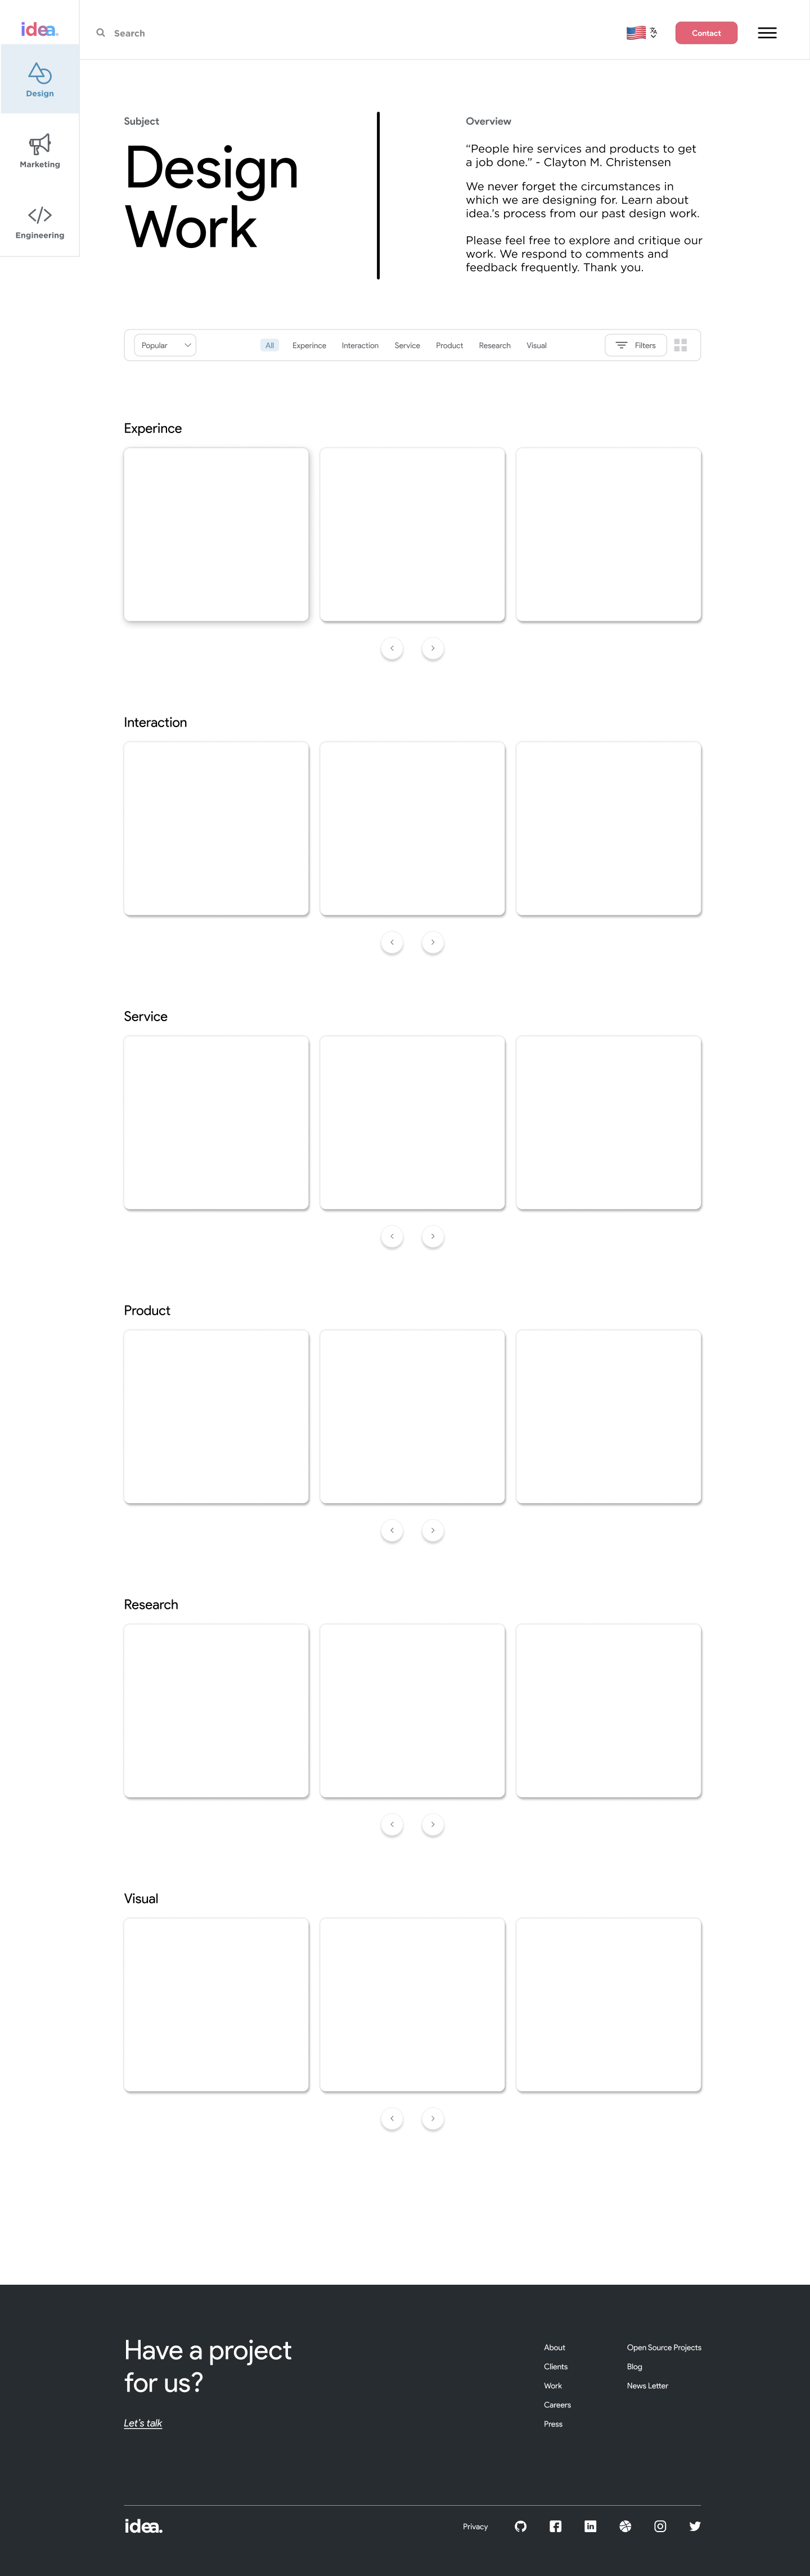 idea.
Search
Contact
Design
Marketing
Engineering
Subject
Design
Work
Overview
“People hire services and products to get
a job done.” - Clayton M. Christensen
We never forget the circumstances in
which we are designing for. Learn about
idea.’s process from our past design work.
Please feel free to explore and critique our
work. We respond to comments and
feedback frequently. Thank you.
Popular
All
Experince
Interaction
Service
Product
Research
Visual
Filters
Experince
Interaction
Service
Product
Research
Visual
Have a project
for us?
Let’s talk
About
Clients
Work
Careers
Press
Open Source Projects
Blog
News Letter
idea.
Privacy